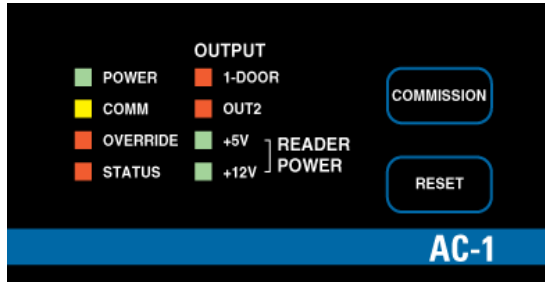 OUTPUT
POWER 1-DOOR
COMM OUT2
OVERRIDE +5V
STATUS +12V
READER
POWER
COMMISSION
RESET
AC-1